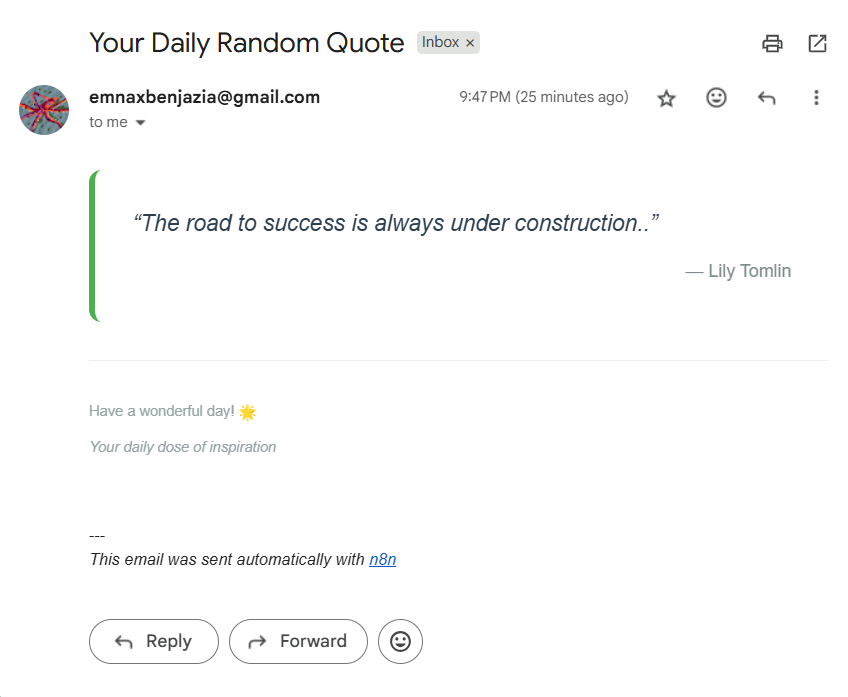 Your Daily Random Quote Inbox ×
emnaxbenjazia@gmail.com 9:47 PM (25 minutes ago)
to me
“The road to success is always under construction..”
— Lily Tomlin
Have a wonderful day! 🌟
Your daily dose of inspiration
---
This email was sent automatically with n8n
Reply Forward